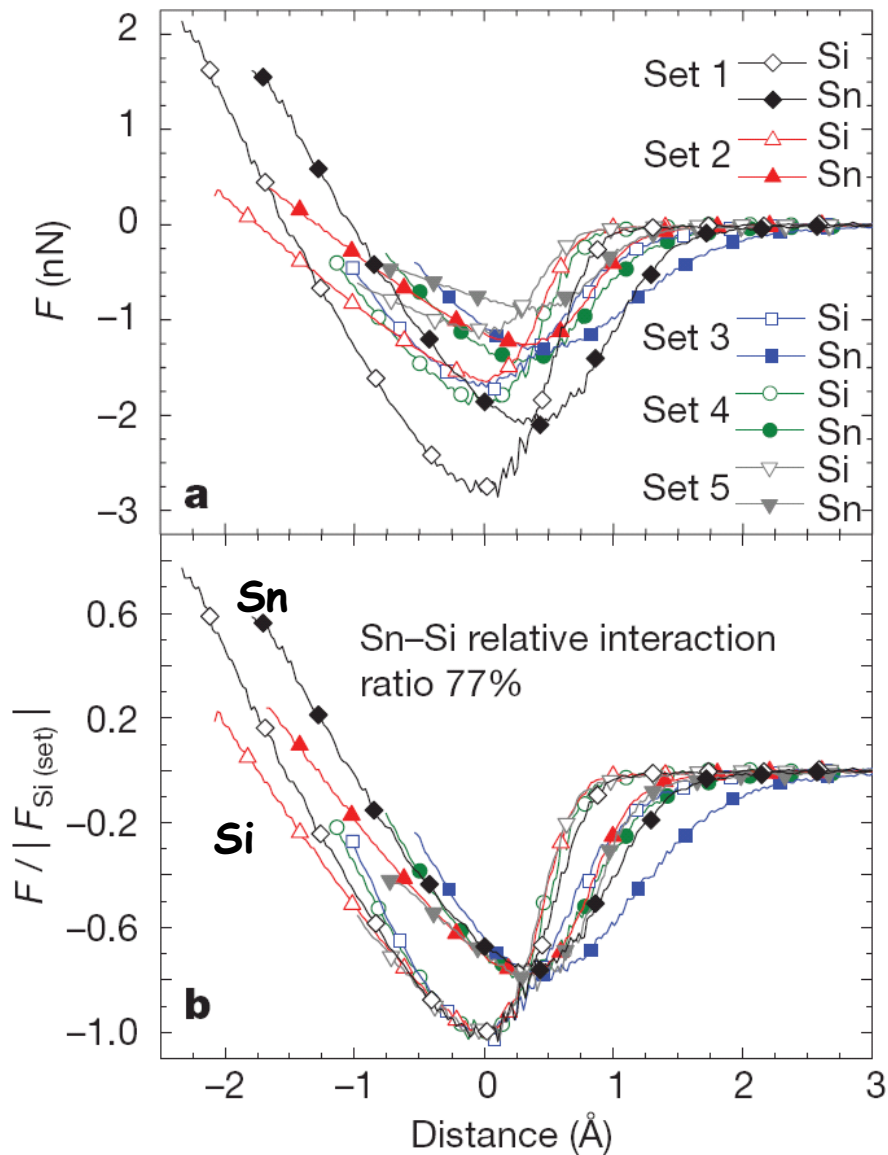 2
1
0
−1
−2
−3
F (nN)
Set 1
Si
Sn
Set 2
Si
Sn
Set 3
Si
Sn
Set 4
Si
Sn
Set 5
Si
Sn
a
0.6
0.2
−0.2
−0.6
−1.0
F / | F Si (set) |
Sn
Sn–Si relative interaction
ratio 77%
Si
b
−2 −1 0 1 2 3
Distance (Å)